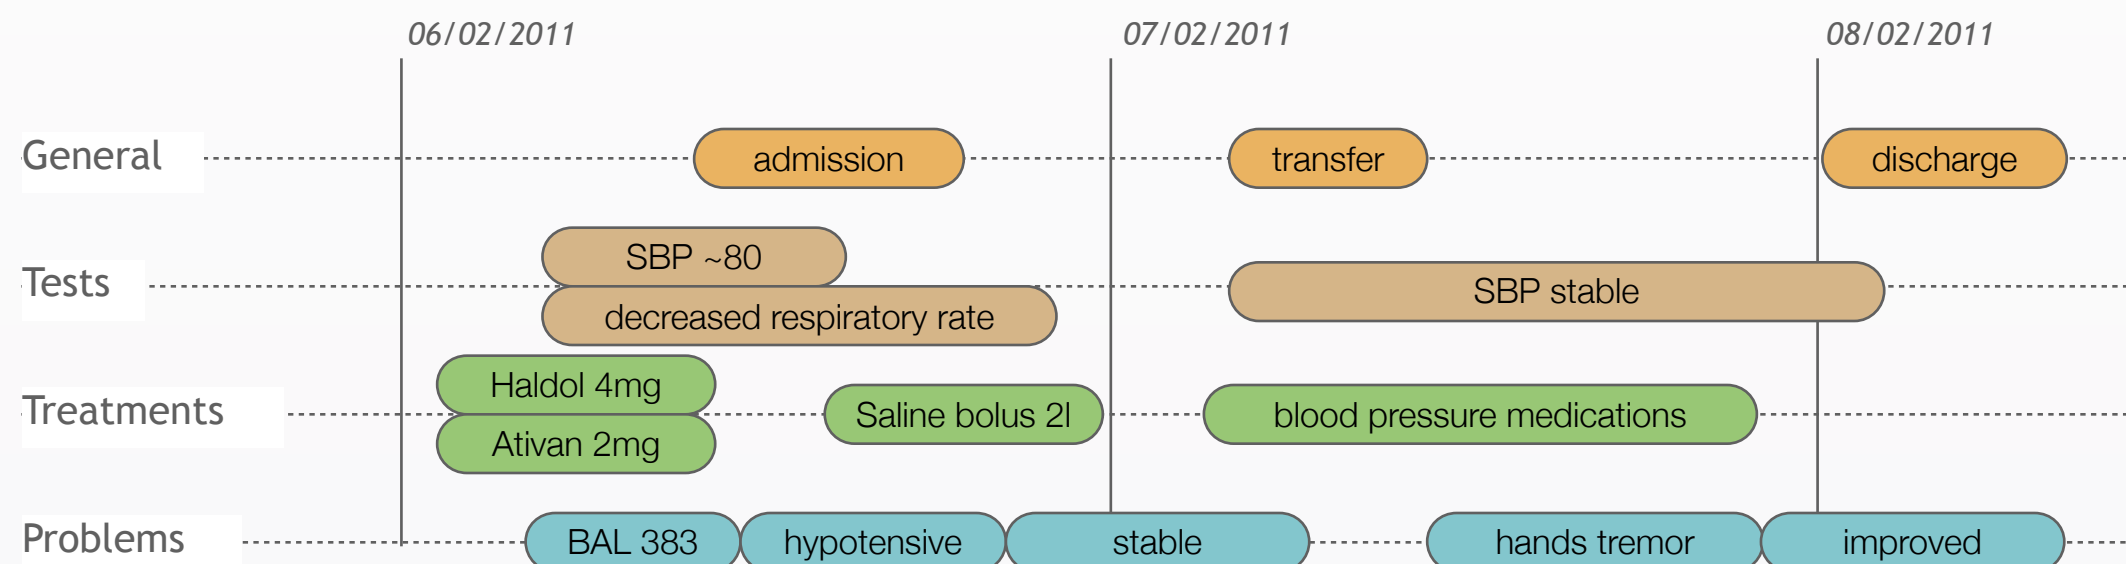 06/02/2011 07/02/2011 08/02/2011
General admission transfer discharge
SBP ~80
Tests SBP stable
decreased respiratory rate
Haldol 4mg
Treatments Saline bolus 2l blood pressure medications
Ativan 2mg
Problems BAL 383 hypotensive stable hands tremor improved